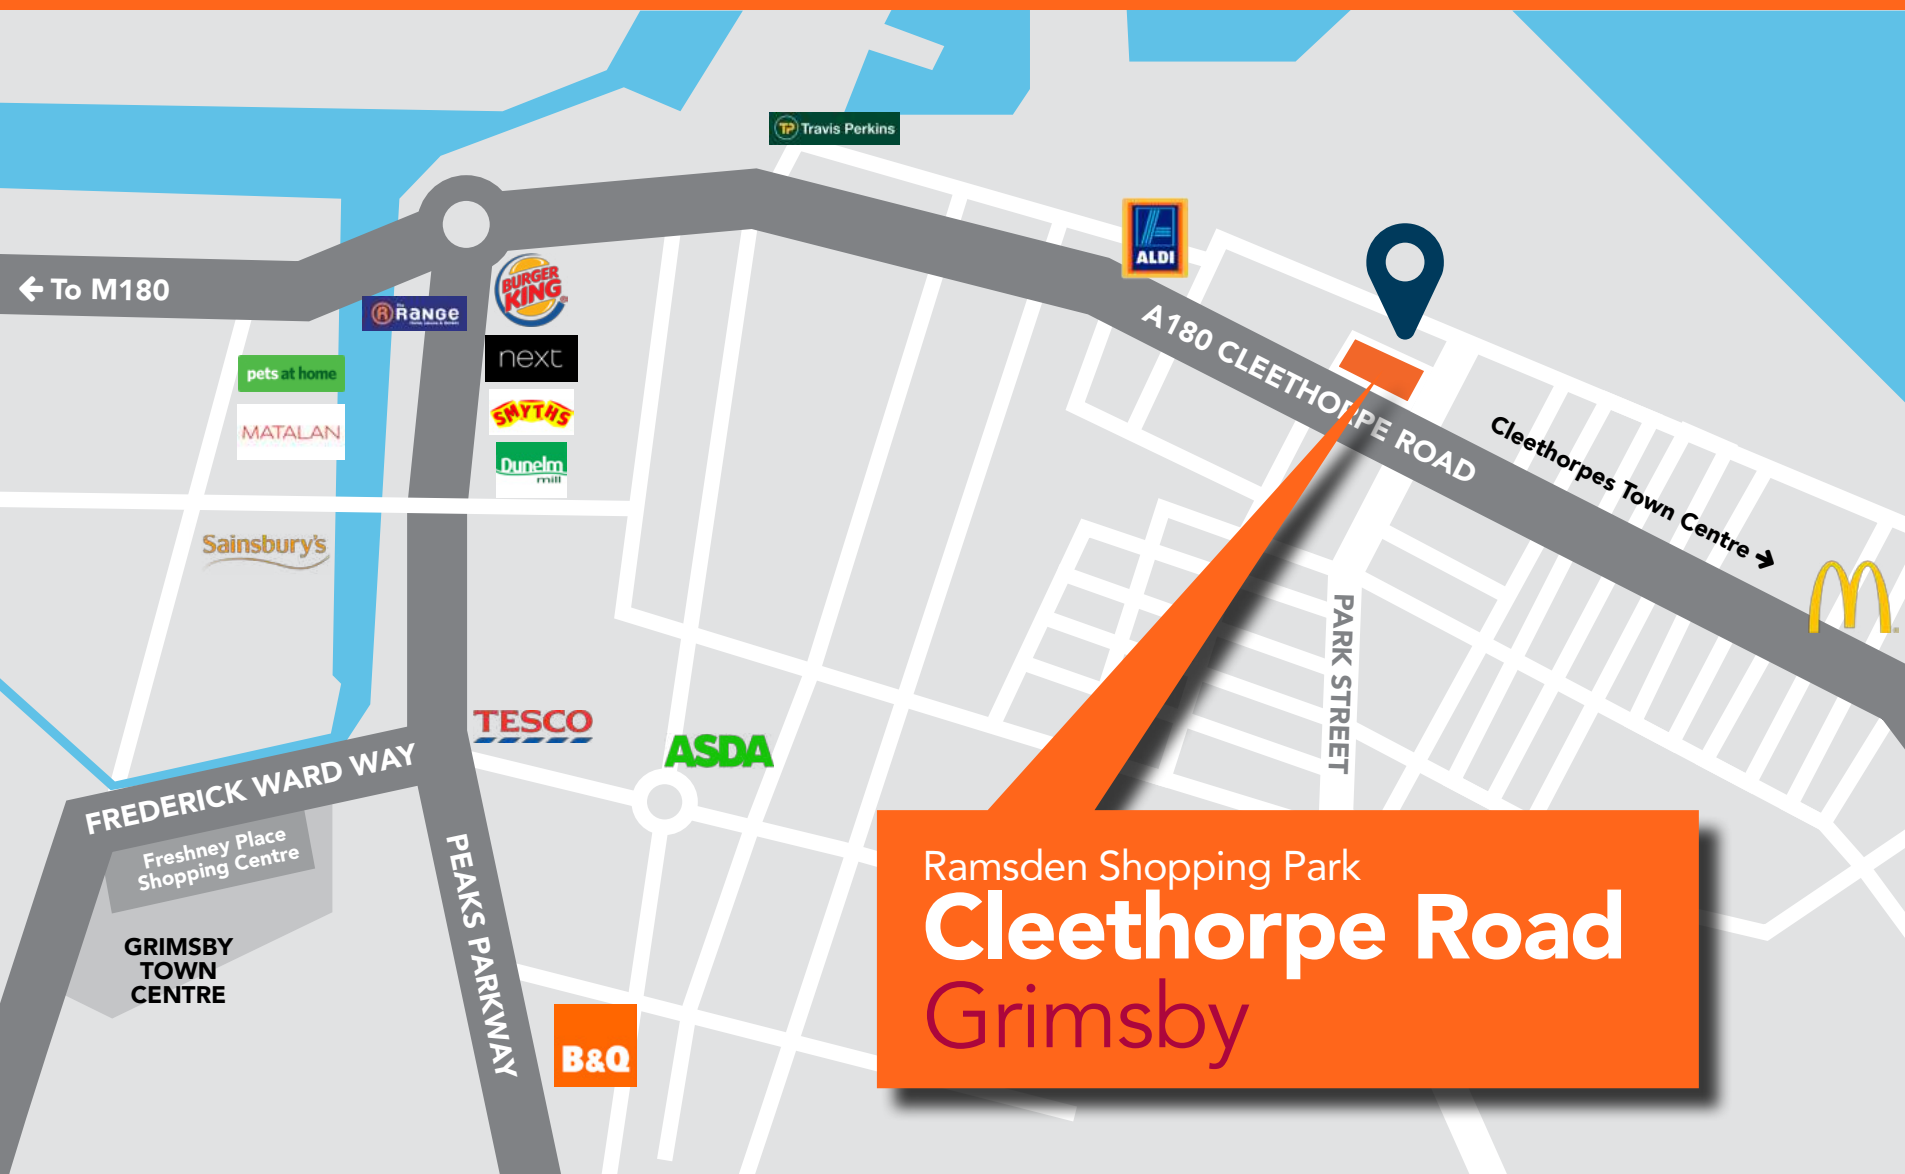 TP Travis Perkins
ALDI
← To M180
The Range
BURGER
KING
next
pets at home
MATALAN
SMYTHS
Dunelm
mill
A180 CLEETHORPE ROAD
Cleethorpes Town Centre →
Sainsbury's
PARK STREET
TESCO
ASDA
FREDERICK WARD WAY
Freshney Place
Shopping Centre
PEAKS PARKWAY
GRIMSBY
TOWN
CENTRE
B&Q
Ramsden Shopping Park
Cleethorpe Road
Grimsby